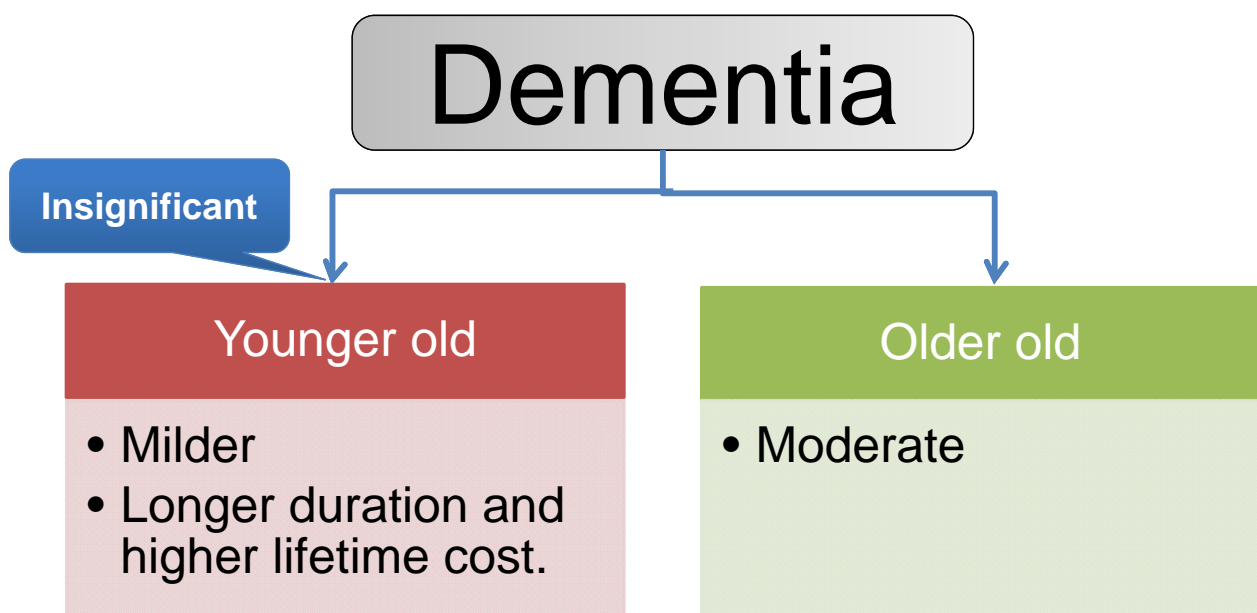 Dementia
Insignificant
Younger old
• Milder
• Longer duration and
higher lifetime cost.
Older old
• Moderate